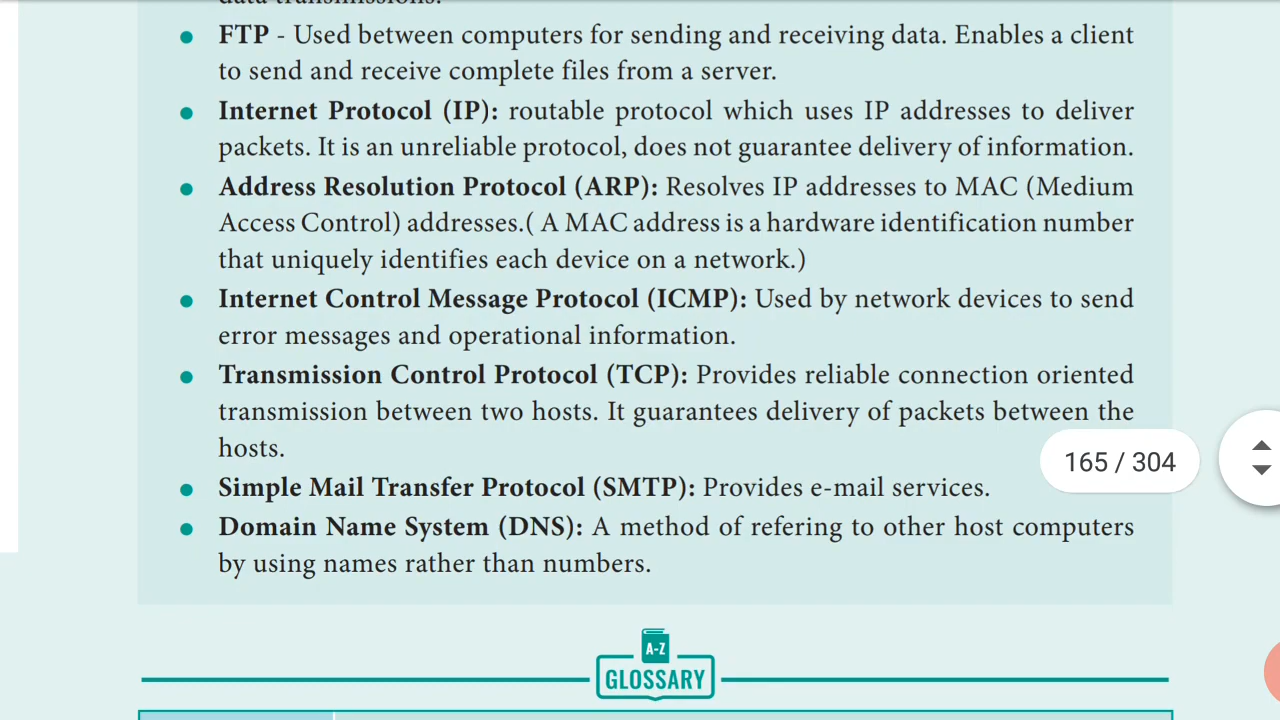 data transmissions.
• FTP - Used between computers for sending and receiving data. Enables a client
to send and receive complete files from a server.
• Internet Protocol (IP): routable protocol which uses IP addresses to deliver
packets. It is an unreliable protocol, does not guarantee delivery of information.
• Address Resolution Protocol (ARP): Resolves IP addresses to MAC (Medium
Access Control) addresses.( A MAC address is a hardware identification number
that uniquely identifies each device on a network.)
• Internet Control Message Protocol (ICMP): Used by network devices to send
error messages and operational information.
• Transmission Control Protocol (TCP): Provides reliable connection oriented
transmission between two hosts. It guarantees delivery of packets between the
hosts.
165 / 304
• Simple Mail Transfer Protocol (SMTP): Provides e-mail services.
• Domain Name System (DNS): A method of refering to other host computers
by using names rather than numbers.
A-Z
GLOSSARY